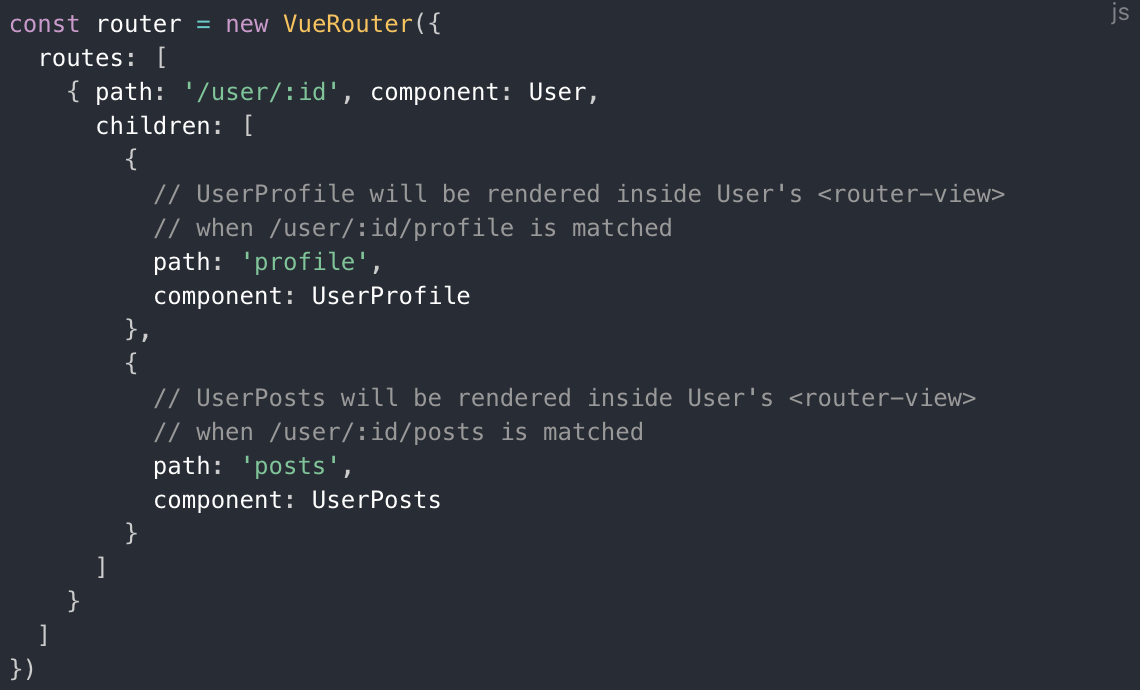 js
const router = new VueRouter({
  routes: [
    { path: '/user/:id', component: User,
      children: [
        {
          // UserProfile will be rendered inside User's <router-view>
          // when /user/:id/profile is matched
          path: 'profile',
          component: UserProfile
        },
        {
          // UserPosts will be rendered inside User's <router-view>
          // when /user/:id/posts is matched
          path: 'posts',
          component: UserPosts
        }
      ]
    }
  ]
})